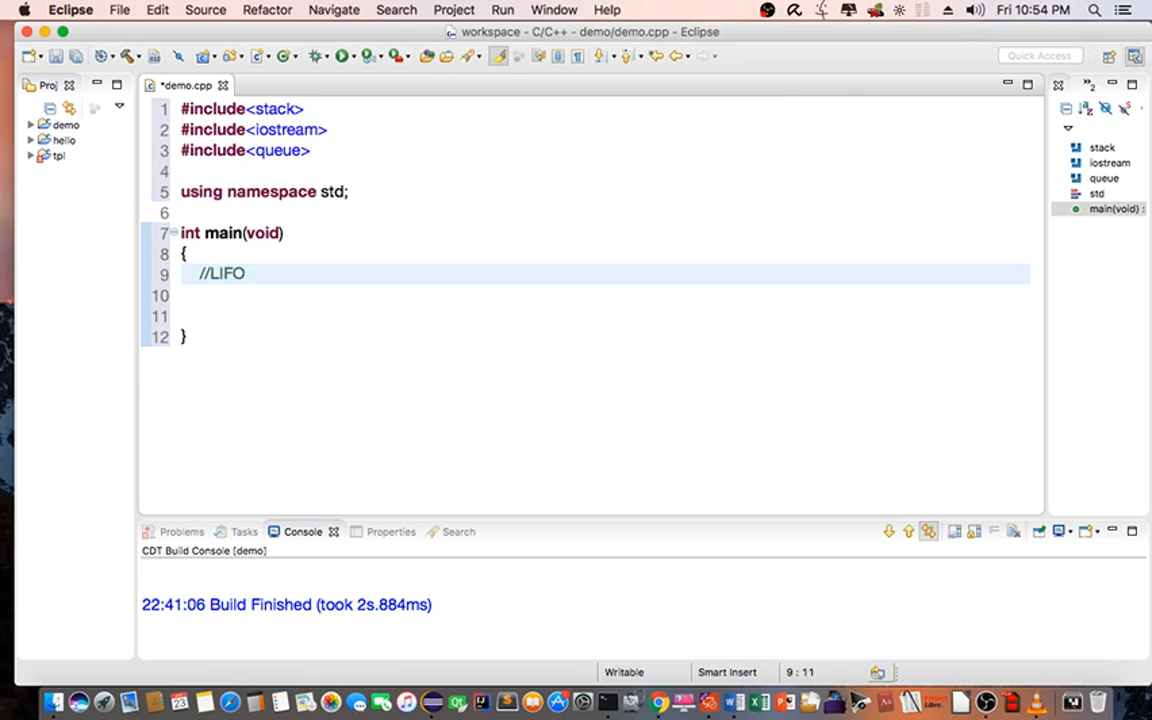 Eclipse File Edit Source Refactor Navigate Search Project Run Window Help Fri 10:54 PM
workspace - C/C++ - demo/demo.cpp - Eclipse
Quick Access
Proj
*demo.cpp
2
demo
hello
tpl
1 #include<stack>
2 #include<iostream>
3 #include<queue>
4
5 using namespace std;
6
7 int main(void)
8 {
9 //LIFO
10
11
12 }
stack
iostream
queue
std
main(void) :
Problems Tasks Console Properties Search
CDT Build Console [demo]
22:41:06 Build Finished (took 2s.884ms)
Writable Smart Insert 9 : 11